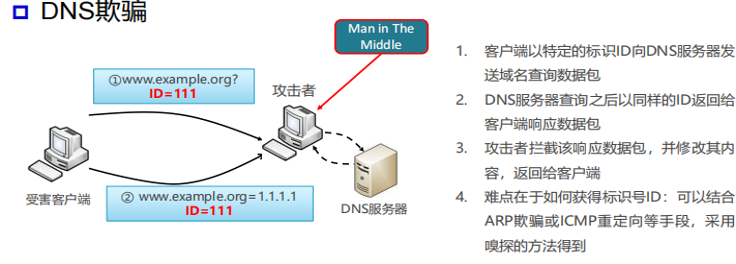 DNS欺骗
Man in The
Middle
①www.example.org?
ID=111
攻击者
受害客户端
DNS服务器
② www.example.org=1.1.1.1
ID=111
1. 客户端以特定的标识ID向DNS服务器发
送域名查询数据包
2. DNS服务器查询之后以同样的ID返回给
客户端响应数据包
3. 攻击者拦截该响应数据包，并修改其内
容，返回给客户端
4. 难点在于如何获得标识号ID：可以结合
ARP欺骗或ICMP重定向等手段，采用
嗅探的方法得到